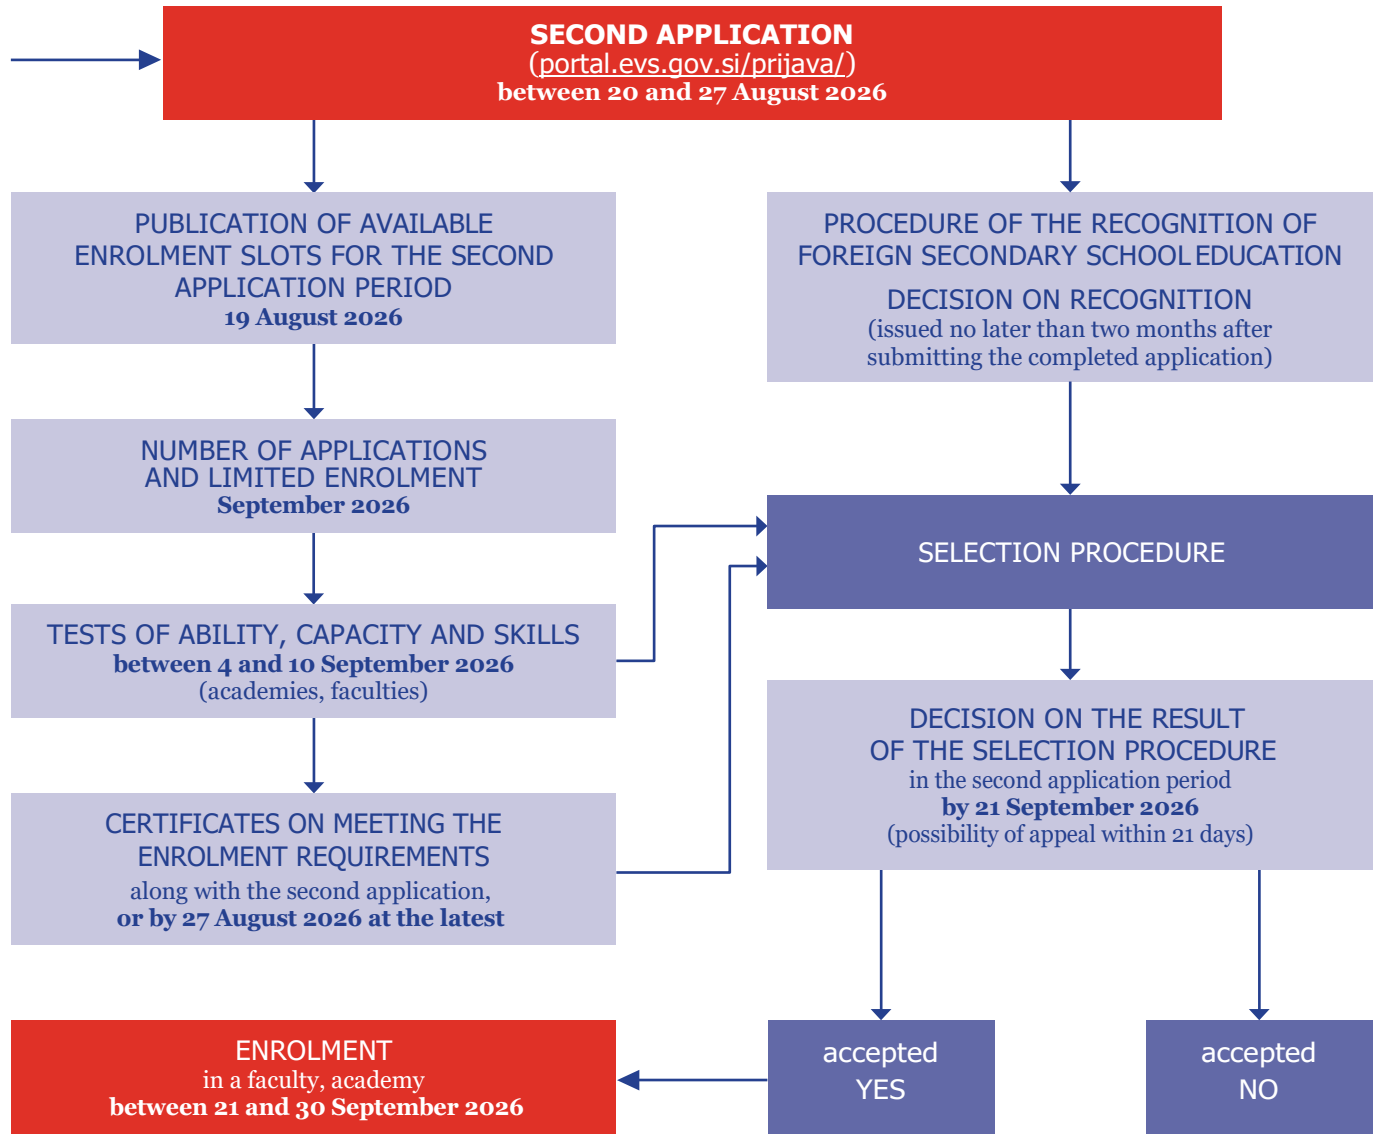 SECOND APPLICATION
(portal.evs.gov.si/prijava/)
between 20 and 27 August 2026
PUBLICATION OF AVAILABLE
ENROLMENT SLOTS FOR THE SECOND
APPLICATION PERIOD
19 August 2026
NUMBER OF APPLICATIONS
AND LIMITED ENROLMENT
September 2026
TESTS OF ABILITY, CAPACITY AND SKILLS
between 4 and 10 September 2026
(academies, faculties)
CERTIFICATES ON MEETING THE
ENROLMENT REQUIREMENTS
along with the second application,
or by 27 August 2026 at the latest
PROCEDURE OF THE RECOGNITION OF
FOREIGN SECONDARY SCHOOL EDUCATION
DECISION ON RECOGNITION
(issued no later than two months after
submitting the completed application)
SELECTION PROCEDURE
DECISION ON THE RESULT
OF THE SELECTION PROCEDURE
in the second application period
by 21 September 2026
(possibility of appeal within 21 days)
accepted
YES
accepted
NO
ENROLMENT
in a faculty, academy
between 21 and 30 September 2026